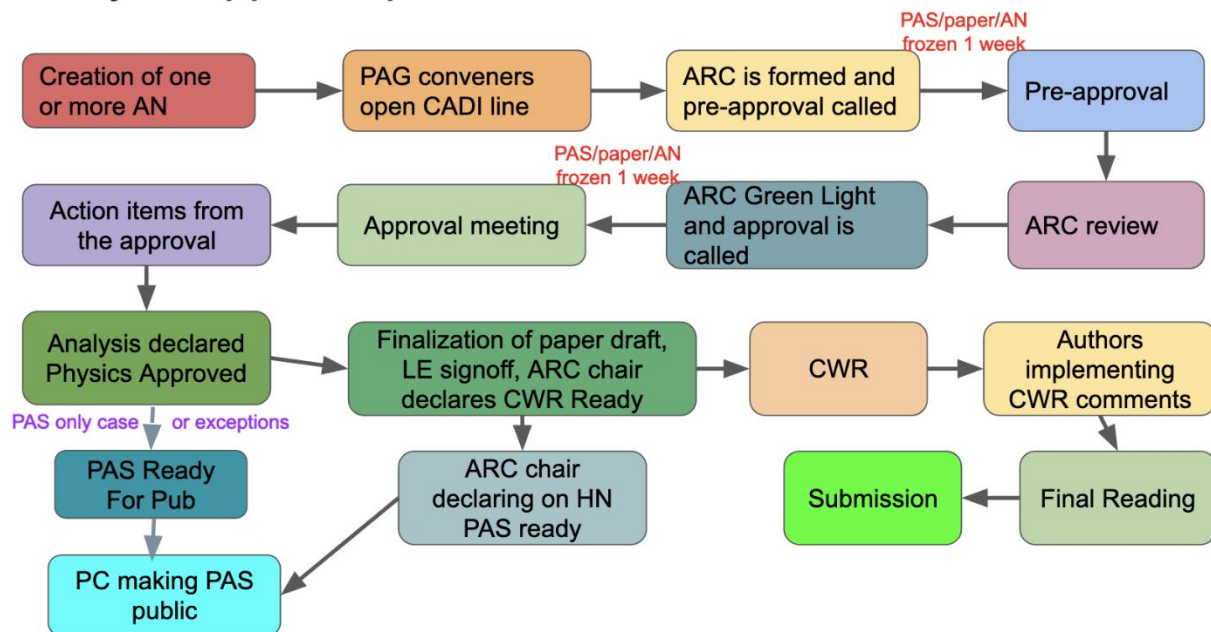 PAS/paper/AN
frozen 1 week
Creation of one
or more AN
PAG conveners
open CADI line
ARC is formed and
pre-approval called
Pre-approval
PAS/paper/AN
frozen 1 week
Action items from
the approval
Approval meeting
ARC Green Light
and approval is
called
ARC review
Analysis declared
Physics Approved
Finalization of paper draft,
LE signoff, ARC chair
declares CWR Ready
CWR
Authors
implementing
CWR comments
PAS only case
or exceptions
PAS Ready
For Pub
ARC chair
declaring on HN
PAS ready
Submission
Final Reading
PC making PAS
public